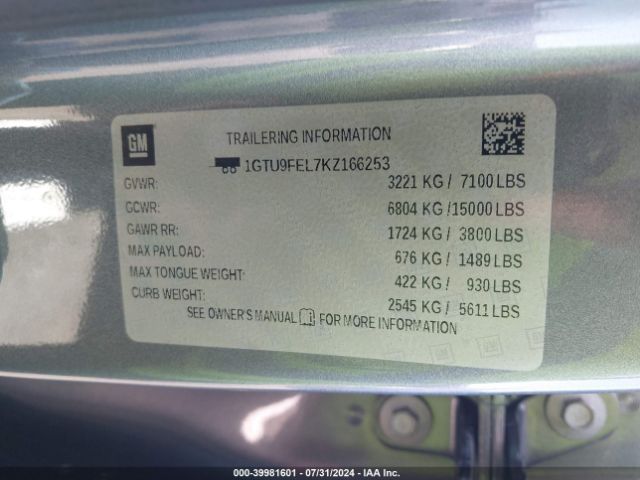 GM
TRAILERING INFORMATION
1GTU9FEL7KZ166253
GVWR: 3221 KG / 7100 LBS
GCWR: 6804 KG /15000 LBS
GAWR RR: 1724 KG / 3800 LBS
MAX PAYLOAD: 676 KG / 1489 LBS
MAX TONGUE WEIGHT: 422 KG / 930 LBS
CURB WEIGHT: 2545 KG / 5611 LBS
SEE OWNER'S MANUAL FOR MORE INFORMATION
000-39981601 - 07/31/2024 - IAA Inc.